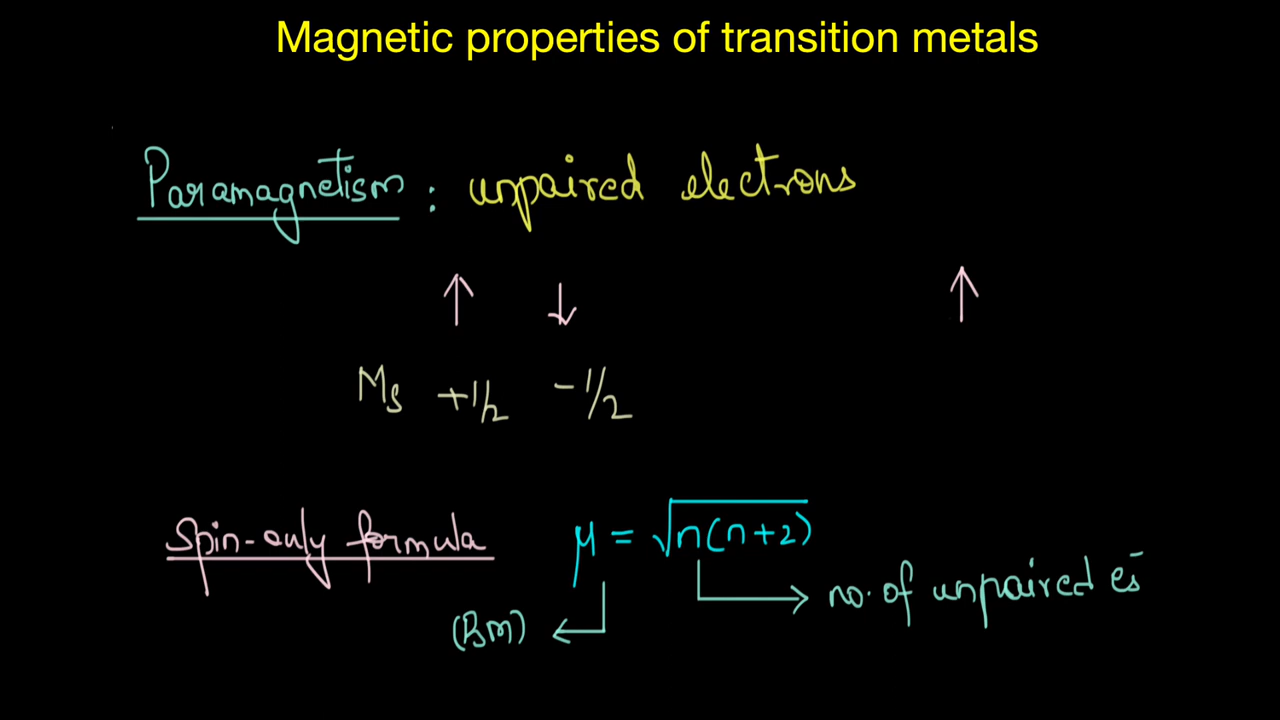 Magnetic properties of transition metals
Paramagnetism : unpaired electrons
↑ ↓ ↑
Ms +1/2 -1/2
Spin-only formula μ = √n(n+2)
→ no. of unpaired es⁻
(BM) ←